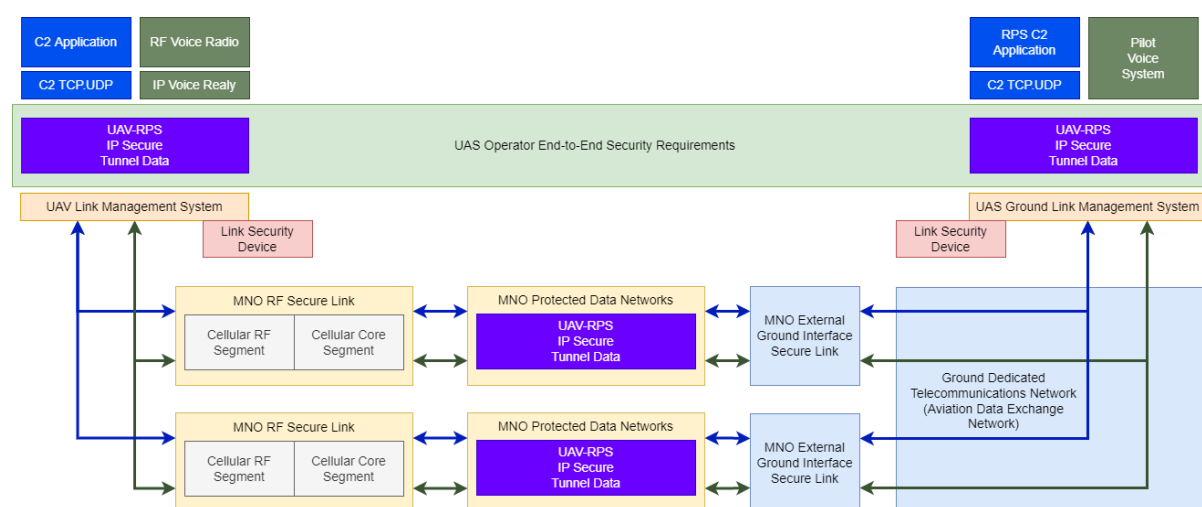 C2 Application
RF Voice Radio
C2 TCP.UDP
IP Voice Realy
RPS C2
Application
C2 TCP.UDP
Pilot
Voice
System
UAV-RPS
IP Secure
Tunnel Data
UAS Operator End-to-End Security Requirements
UAV-RPS
IP Secure
Tunnel Data
UAV Link Management System
Link Security
Device
UAS Ground Link Management System
Link Security
Device
MNO RF Secure Link
Cellular RF
Segment
Cellular Core
Segment
MNO Protected Data Networks
UAV-RPS
IP Secure
Tunnel Data
MNO External
Ground Interface
Secure Link
Ground Dedicated
Telecommunications Network
(Aviation Data Exchange
Network)
MNO RF Secure Link
Cellular RF
Segment
Cellular Core
Segment
MNO Protected Data Networks
UAV-RPS
IP Secure
Tunnel Data
MNO External
Ground Interface
Secure Link